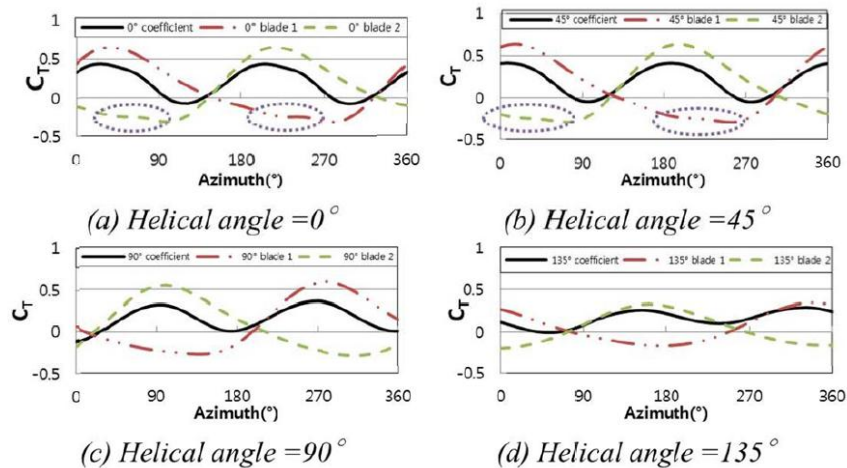 1
0° coefficient 0° blade 1 0° blade 2
0.5
0
-0.5
C_T
0 90 180 270 360
Azimuth(°)
(a) Helical angle =0°
1
45° coefficient 45° blade 1 45° blade 2
0.5
0
-0.5
C_T
0 90 180 270 360
Azimuth(°)
(b) Helical angle =45°
1
90° coefficient 90° blade 1 90° blade 2
0.5
0
-0.5
C_T
0 90 180 270 360
Azimuth(°)
(c) Helical angle =90°
1
135° coefficient 135° blade 1 135° blade 2
0.5
0
-0.5
C_T
0 90 180 270 360
Azimuth(°)
(d) Helical angle =135°